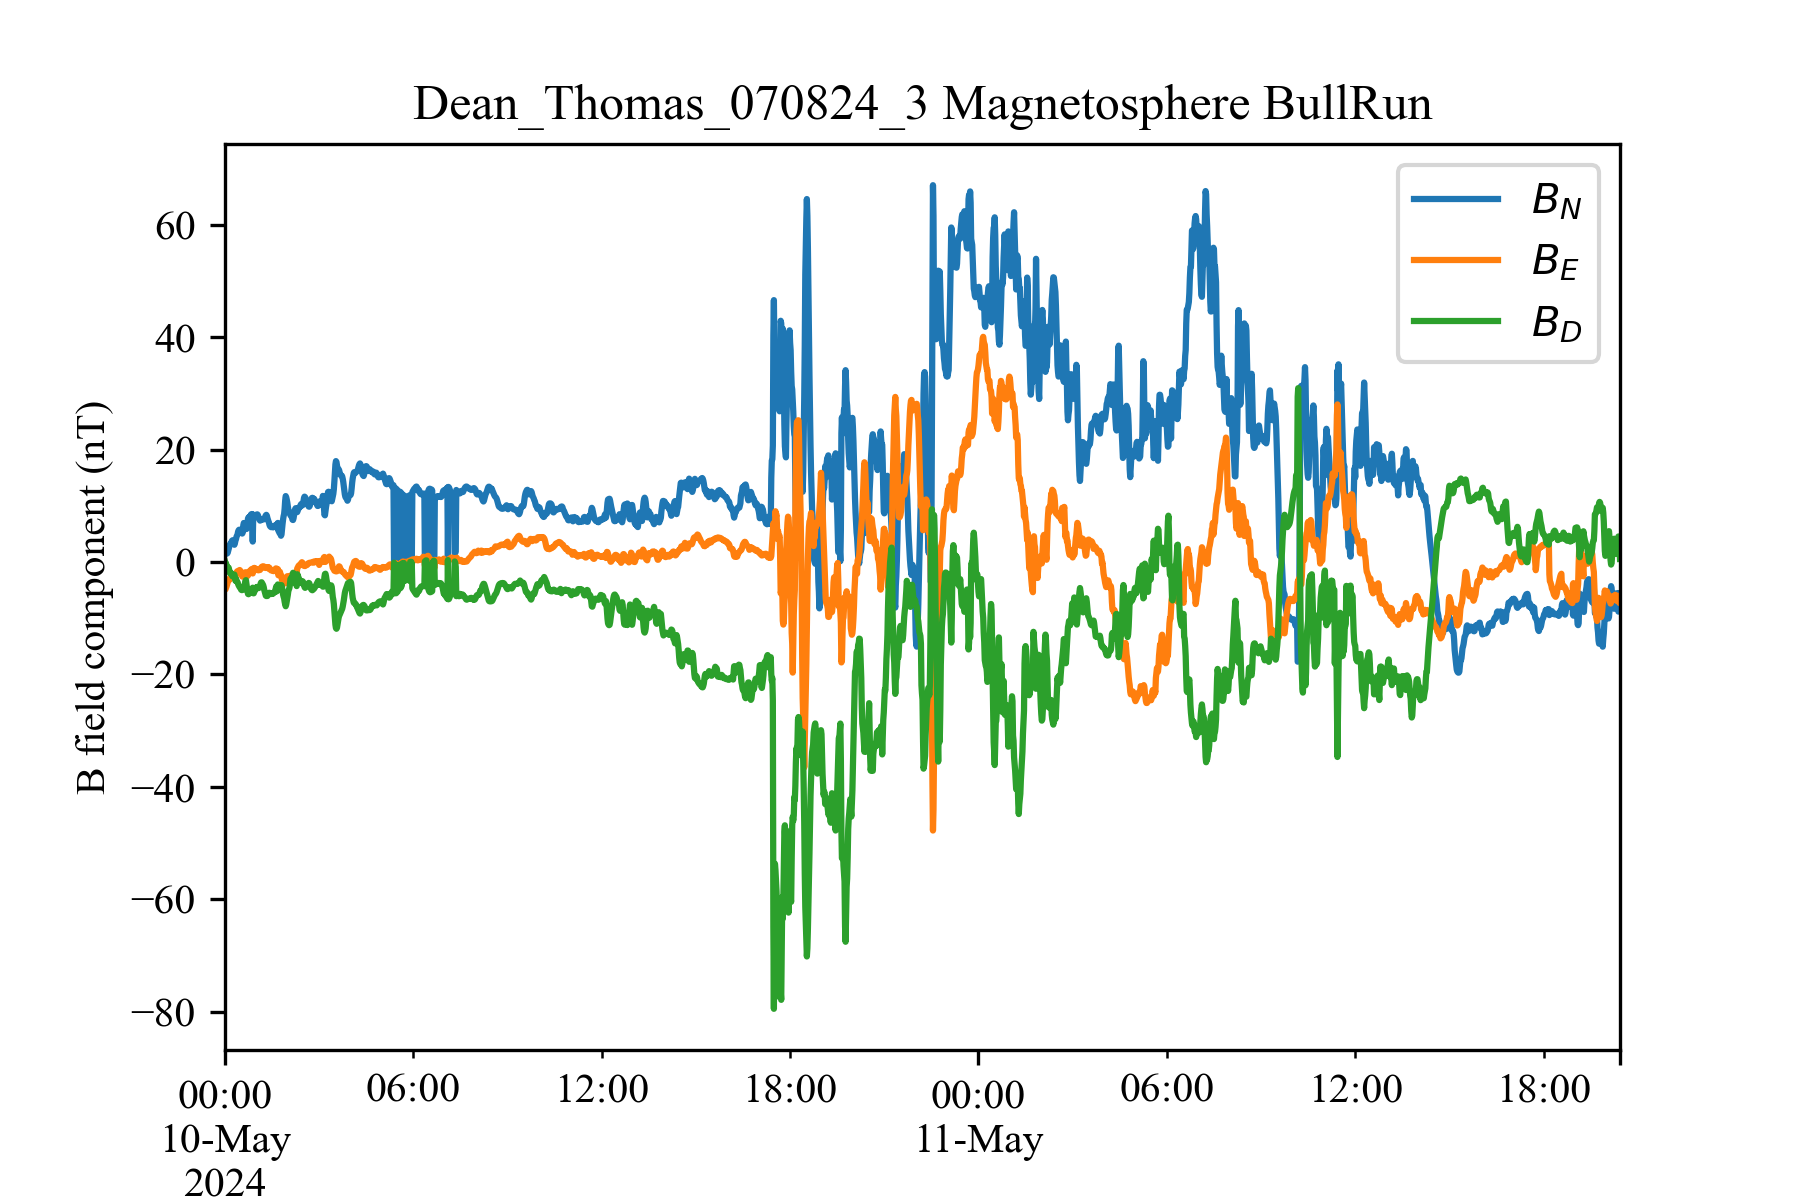 Dean_Thomas_070824_3 Magnetosphere BullRun
B_N
B_E
B_D
B field component (nT)
60
40
20
0
−20
−40
−60
−80
00:00
06:00
12:00
18:00
00:00
06:00
12:00
18:00
10-May
11-May
2024